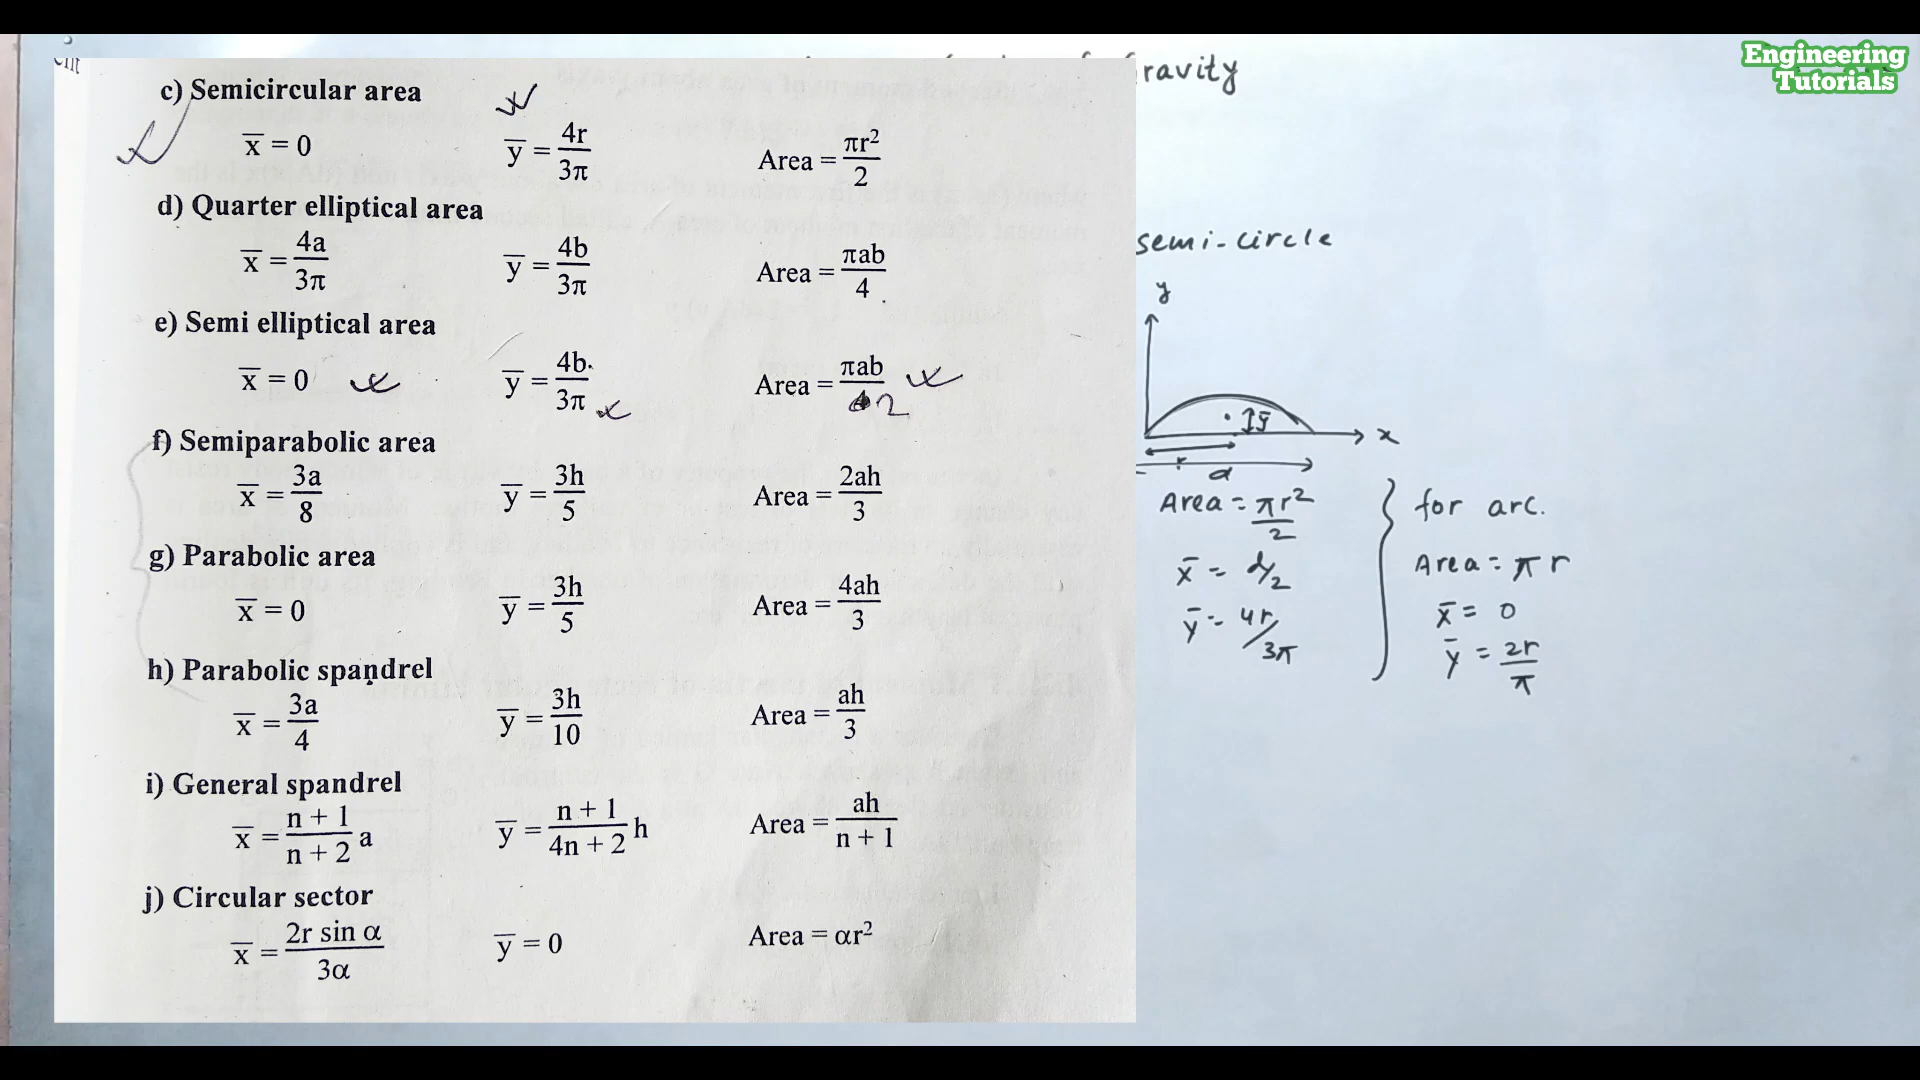 Engineering
Tutorials
ravity
c) Semicircular area
x̅ = 0 y̅ = 4r/3π Area = πr²/2
d) Quarter elliptical area
x̅ = 4a/3π y̅ = 4b/3π Area = πab/4
e) Semi elliptical area
x̅ = 0 y̅ = 4b/3π Area = πab/2
f) Semiparabolic area
x̅ = 3a/8 y̅ = 3h/5 Area = 2ah/3
g) Parabolic area
x̅ = 0 y̅ = 3h/5 Area = 4ah/3
h) Parabolic spandrel
x̅ = 3a/4 y̅ = 3h/10 Area = ah/3
i) General spandrel
x̅ = n + 1/n + 2 a y̅ = n + 1/4n + 2 h Area = ah/n + 1
j) Circular sector
x̅ = 2r sin α/3α y̅ = 0 Area = αr²
semi-circle
y
y̅
x
r
d
Area = πr²/2
x̅ = d/2
y̅ = 4r/3π
for arc.
Area = π r
x̅ = 0
y̅ = 2r/π